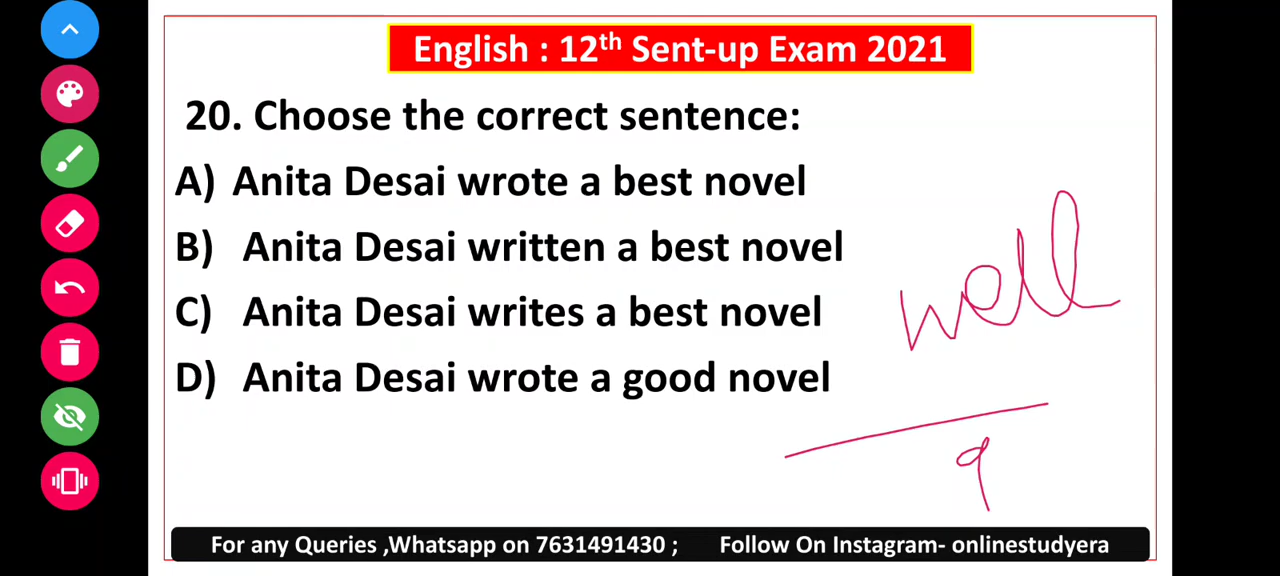 English : 12th Sent-up Exam 2021
20. Choose the correct sentence:
A) Anita Desai wrote a best novel
B) Anita Desai written a best novel
C) Anita Desai writes a best novel
D) Anita Desai wrote a good novel
well
9
For any Queries ,Whatsapp on 7631491430 ; Follow On Instagram- onlinestudyera